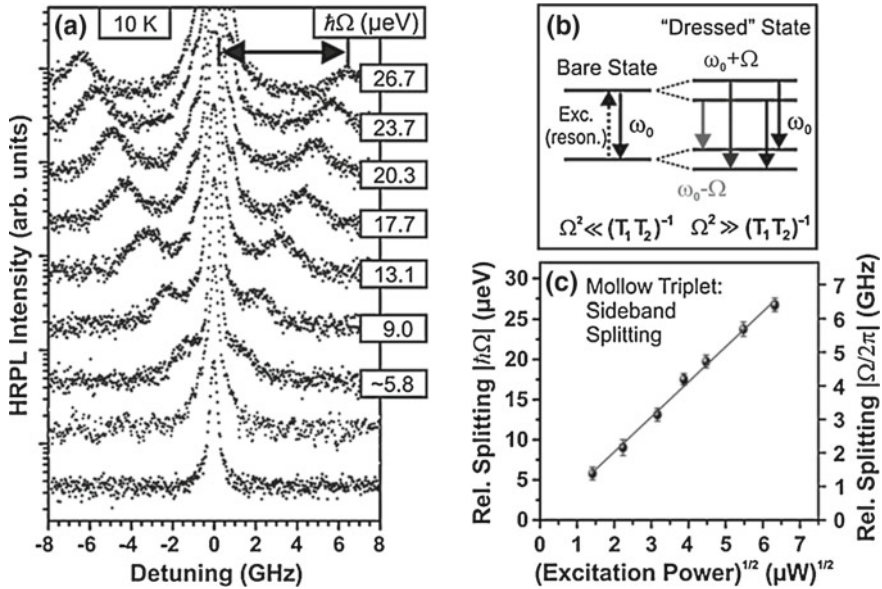 (a)
10 K
ħΩ (µeV)
26.7
23.7
20.3
17.7
13.1
9.0
~5.8
HRPL Intensity (arb. units)
-8 -6 -4 -2 0 2 4 6 8
Detuning (GHz)
(b)
"Dressed" State
Bare State
ω₀+Ω
Exc.
(reson.)
ω₀
ω₀
ω₀-Ω
Ω² ≪ (T₁T₂)⁻¹
Ω² ≫ (T₁T₂)⁻¹
(c)
Mollow Triplet:
Sideband
Splitting
Rel. Splitting |ħΩ| (µeV)
30
25
20
15
10
5
0
Rel. Splitting |Ω/2π| (GHz)
7
6
5
4
3
2
1
0
0 1 2 3 4 5 6 7
(Excitation Power)¹/² (µW)¹/²